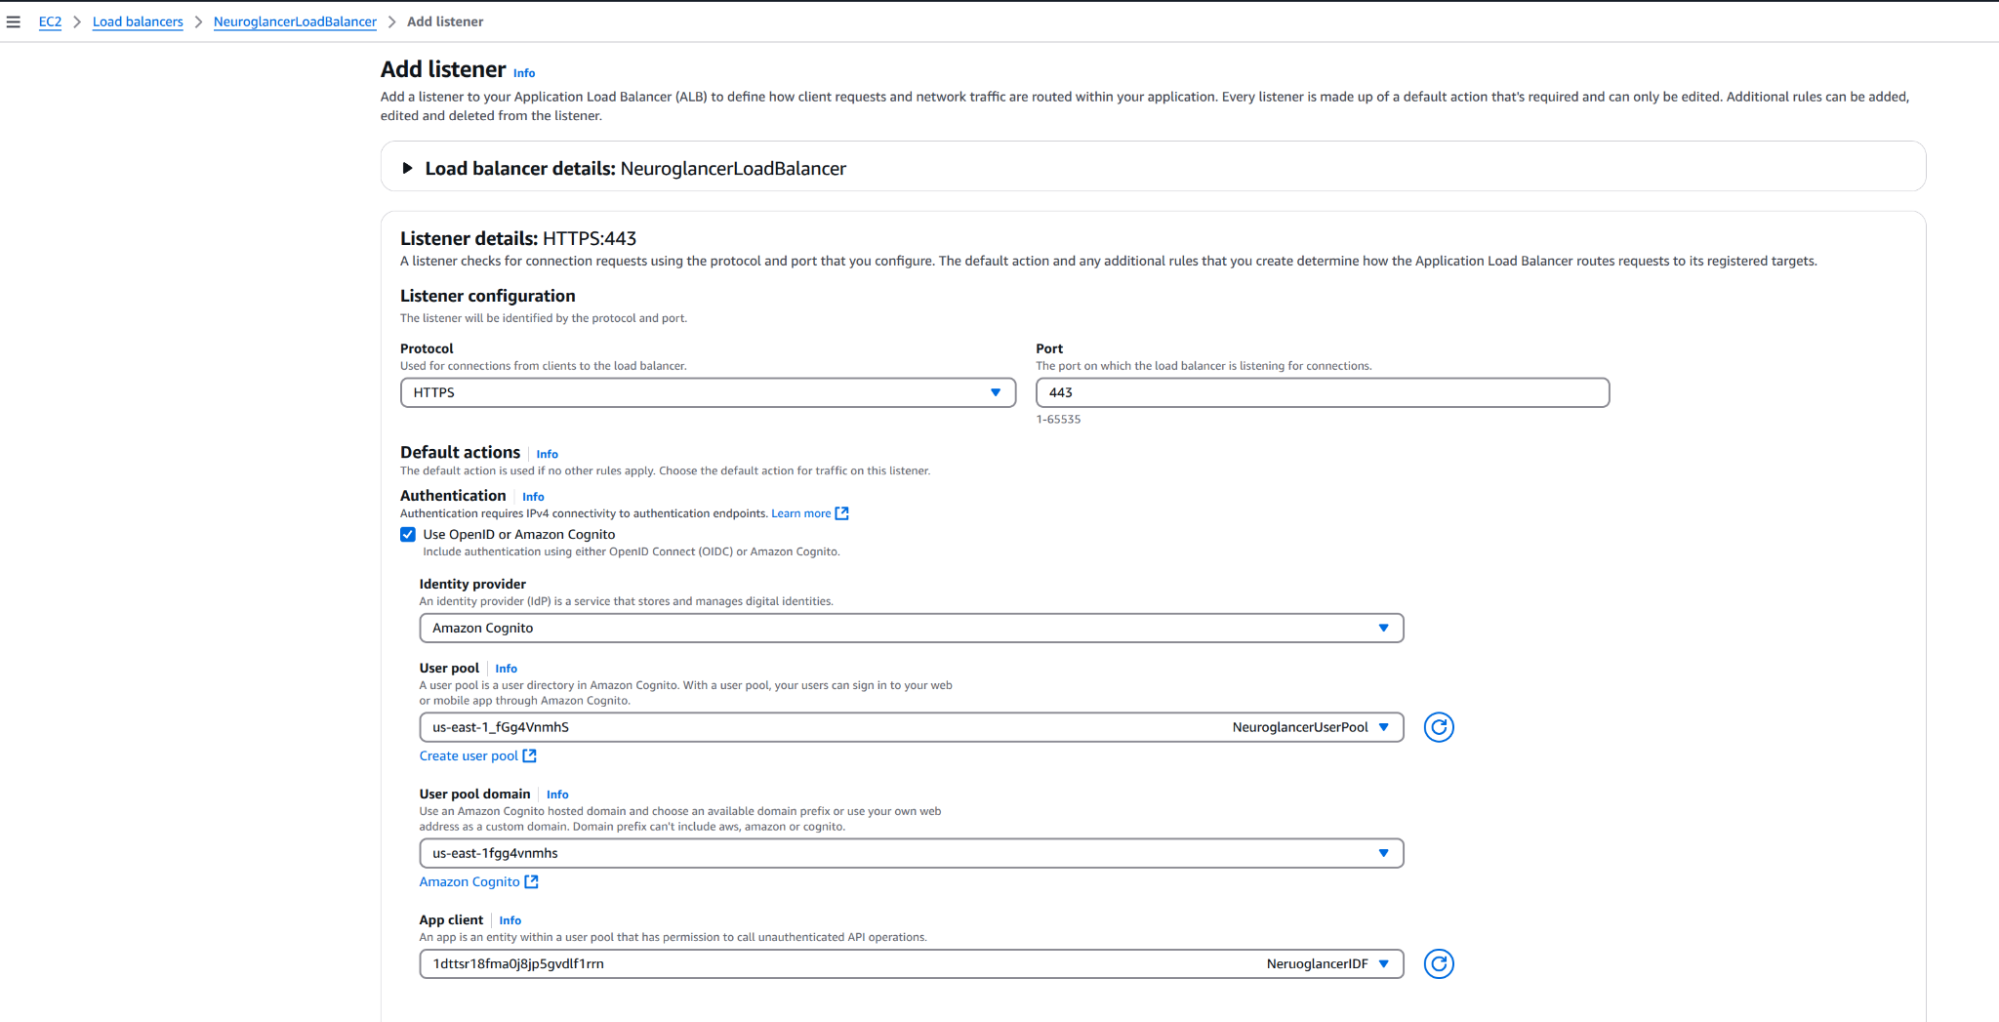 EC2 > Load balancers > NeuroglancerLoadBalancer > Add listener
Add listener Info
Add a listener to your Application Load Balancer (ALB) to define how client requests and network traffic are routed within your application. Every listener is made up of a default action that's required and can only be edited. Additional rules can be added,
edited and deleted from the listener.
Load balancer details: NeuroglancerLoadBalancer
Listener details: HTTPS:443
A listener checks for connection requests using the protocol and port that you configure. The default action and any additional rules that you create determine how the Application Load Balancer routes requests to its registered targets.
Listener configuration
The listener will be identified by the protocol and port.
Protocol
Used for connections from clients to the load balancer.
HTTPS
Port
The port on which the load balancer is listening for connections.
443
1-65535
Default actions Info
The default action is used if no other rules apply. Choose the default action for traffic on this listener.
Authentication Info
Authentication requires IPv4 connectivity to authentication endpoints. Learn more
Use OpenID or Amazon Cognito
Include authentication using either OpenID Connect (OIDC) or Amazon Cognito.
Identity provider
An identity provider (IdP) is a service that stores and manages digital identities.
Amazon Cognito
User pool Info
A user pool is a user directory in Amazon Cognito. With a user pool, your users can sign in to your web
or mobile app through Amazon Cognito.
us-east-1_fGg4VnmhS NeuroglancerUserPool
Create user pool
User pool domain Info
Use an Amazon Cognito hosted domain and choose an available domain prefix or use your own web
address as a custom domain. Domain prefix can't include aws, amazon or cognito.
us-east-1fgg4vnmhs
Amazon Cognito
App client Info
An app is an entity within a user pool that has permission to call unauthenticated API operations.
1dttsr18fma0j8jp5gvdlf1rrn NeruoglancerIDF